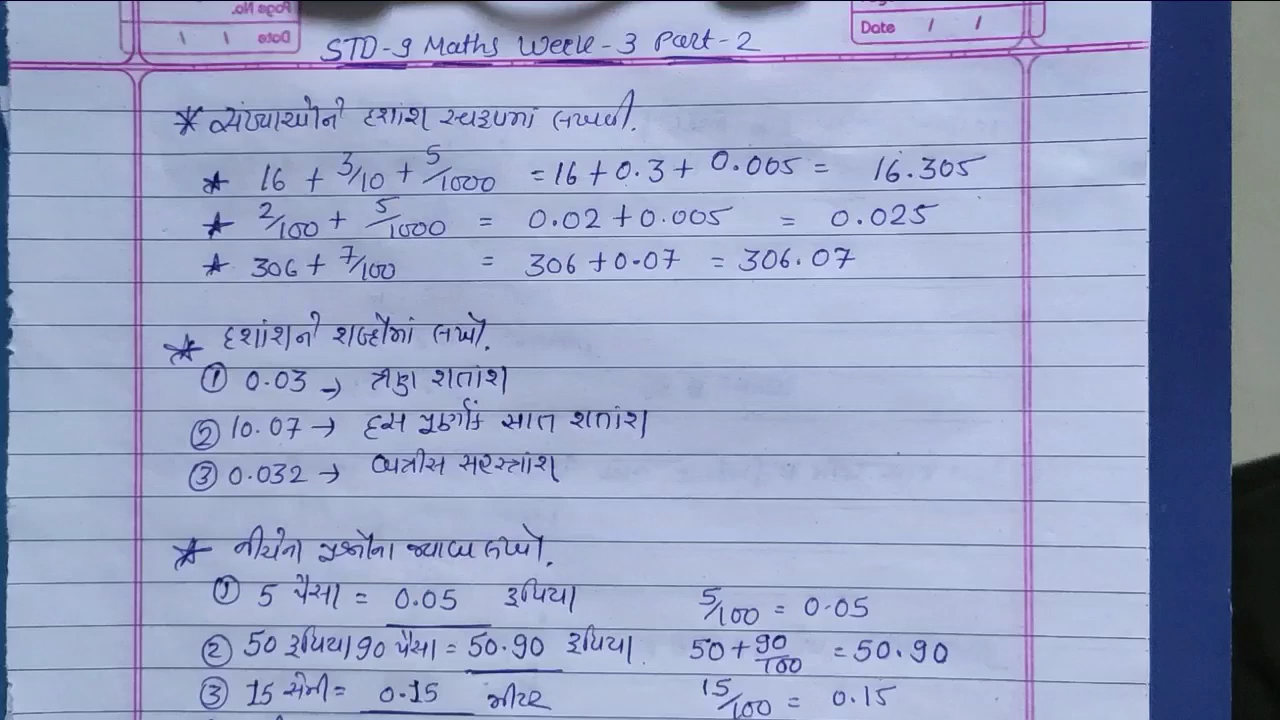 Page No.
Date / /
Date / /
STD-9 Maths Week-3 Part-2
* સંખ્યાઓને દશાંશ સ્વરૂપમાં લખવી.
* 16 + 3/10 + 5/1000 = 16 + 0.3 + 0.005 = 16.305
* 2/100 + 5/1000 = 0.02 + 0.005 = 0.025
* 306 + 7/100 = 306 + 0.07 = 306.07
* દશાંશને શબ્દોમાં લખો.
① 0.03 → ત્રણ શતાંશ
② 10.07 → દસ પૂર્ણાંક સાત શતાંશ
③ 0.032 → બત્રીસ સહસ્ત્રાંશ
* નીચેના પ્રશ્નોના જવાબ લખો.
① 5 પૈસા = 0.05 રૂપિયા 5/100 = 0.05
② 50 રૂપિયા 90 પૈસા = 50.90 રૂપિયા. 50 + 90/100 = 50.90
③ 15 સેમી = 0.15 મીટર 15/100 = 0.15